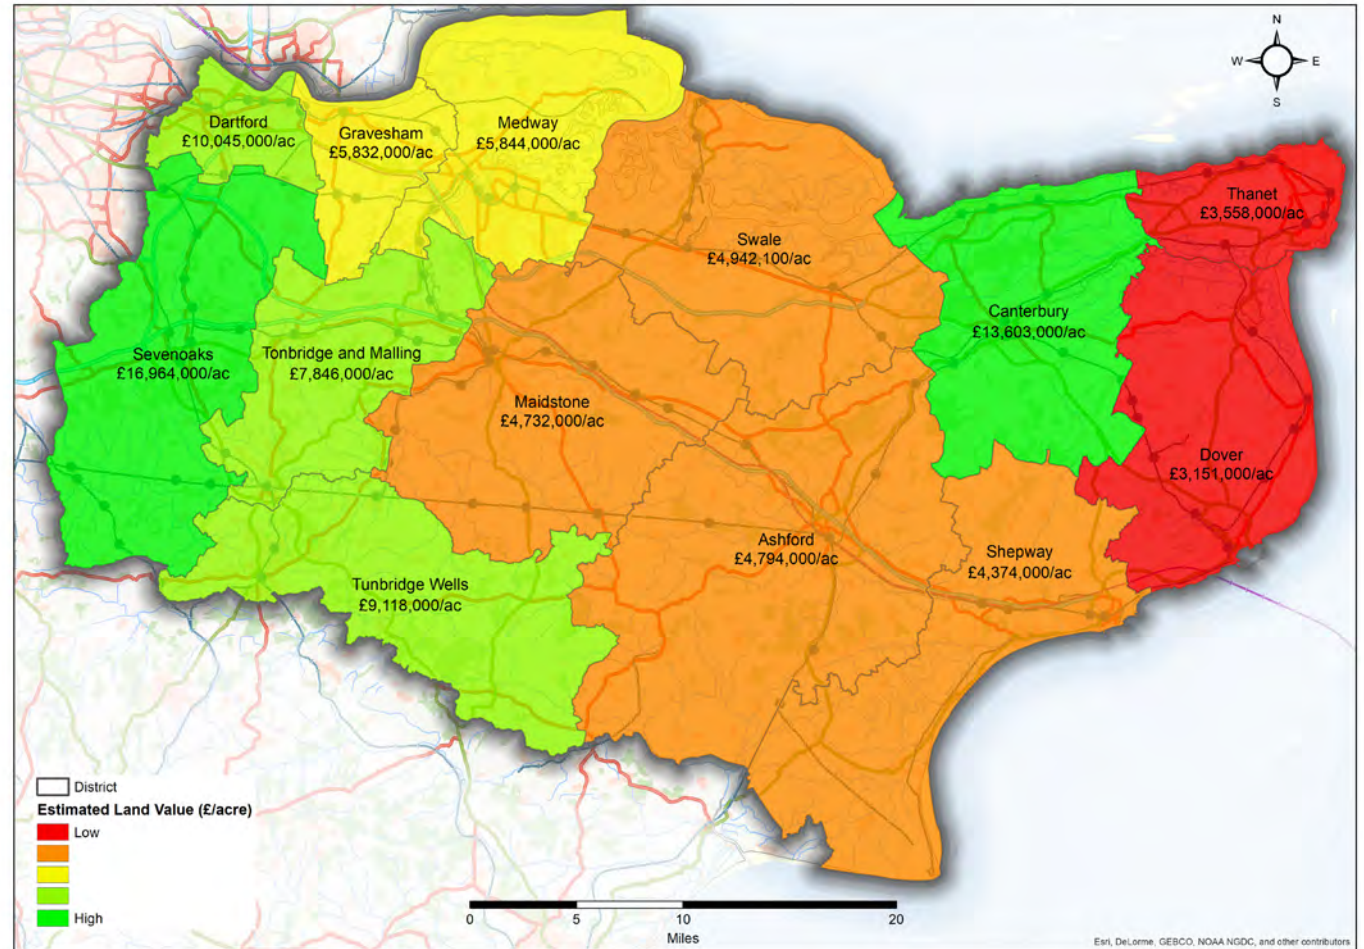 N
W
E
S
Dartford
£10,045,000/ac
Gravesham
£5,832,000/ac
Medway
£5,844,000/ac
Thanet
£3,558,000/ac
Swale
£4,942,100/ac
Canterbury
£13,603,000/ac
Sevenoaks
£16,964,000/ac
Tonbridge and Malling
£7,846,000/ac
Maidstone
£4,732,000/ac
Dover
£3,151,000/ac
Ashford
£4,794,000/ac
Shepway
£4,374,000/ac
Tunbridge Wells
£9,118,000/ac
District
Estimated Land Value (£/acre)
Low
High
0 5 10 20
Miles
Esri, DeLorme, GEBCO, NOAA NGDC, and other contributors